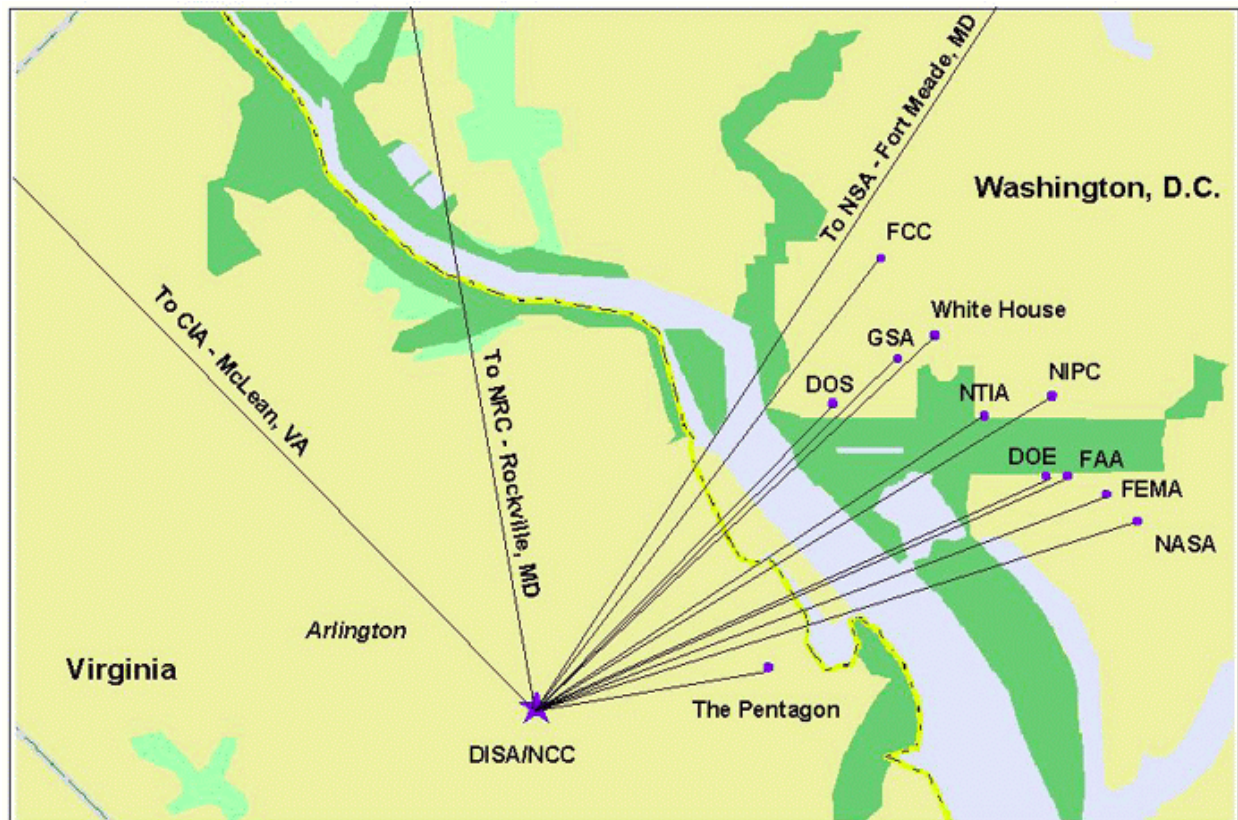 To NSA - Fort Meade, MD
Washington, D.C.
FCC
To CIA - McLean, VA
White House
GSA
To NRC - Rockville, MD
DOS
NTIA
NIPC
DOE
FAA
FEMA
NASA
Arlington
Virginia
The Pentagon
DISA/NCC